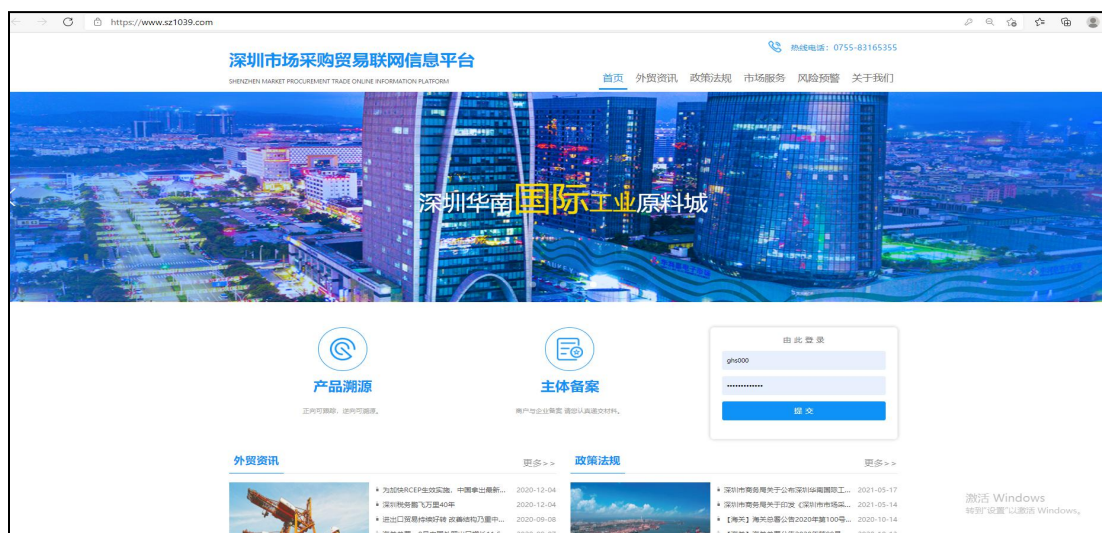 https://www.sz1039.com
热线电话：0755-83165355
深圳市场采购贸易联网信息平台
SHENZHEN MARKET PROCUREMENT TRADE ONLINE INFORMATION PLATFORM
首页 外贸资讯 政策法规 市场服务 风险预警 关于我们
深圳华南国际工业原料城
产品溯源
正向可跟踪，逆向可溯源。
主体备案
商户与企业备案 请您认真递交材料。
由此登录
ghs000
提交
外贸资讯 更多>>
为加快RCEP生效实施，中国拿出最新... 2020-12-04
深圳税务鹏飞万里40年 2020-12-04
进出口贸易持续好转 改善结构乃重中... 2020-09-08
政策法规 更多>>
深圳市商务局关于公布深圳华南国际工... 2021-05-17
深圳市商务局关于印发《深圳市市场采... 2021-05-14
【海关】海关总署公告2020年第100号... 2020-10-14
激活 Windows
转到"设置"以激活 Windows。